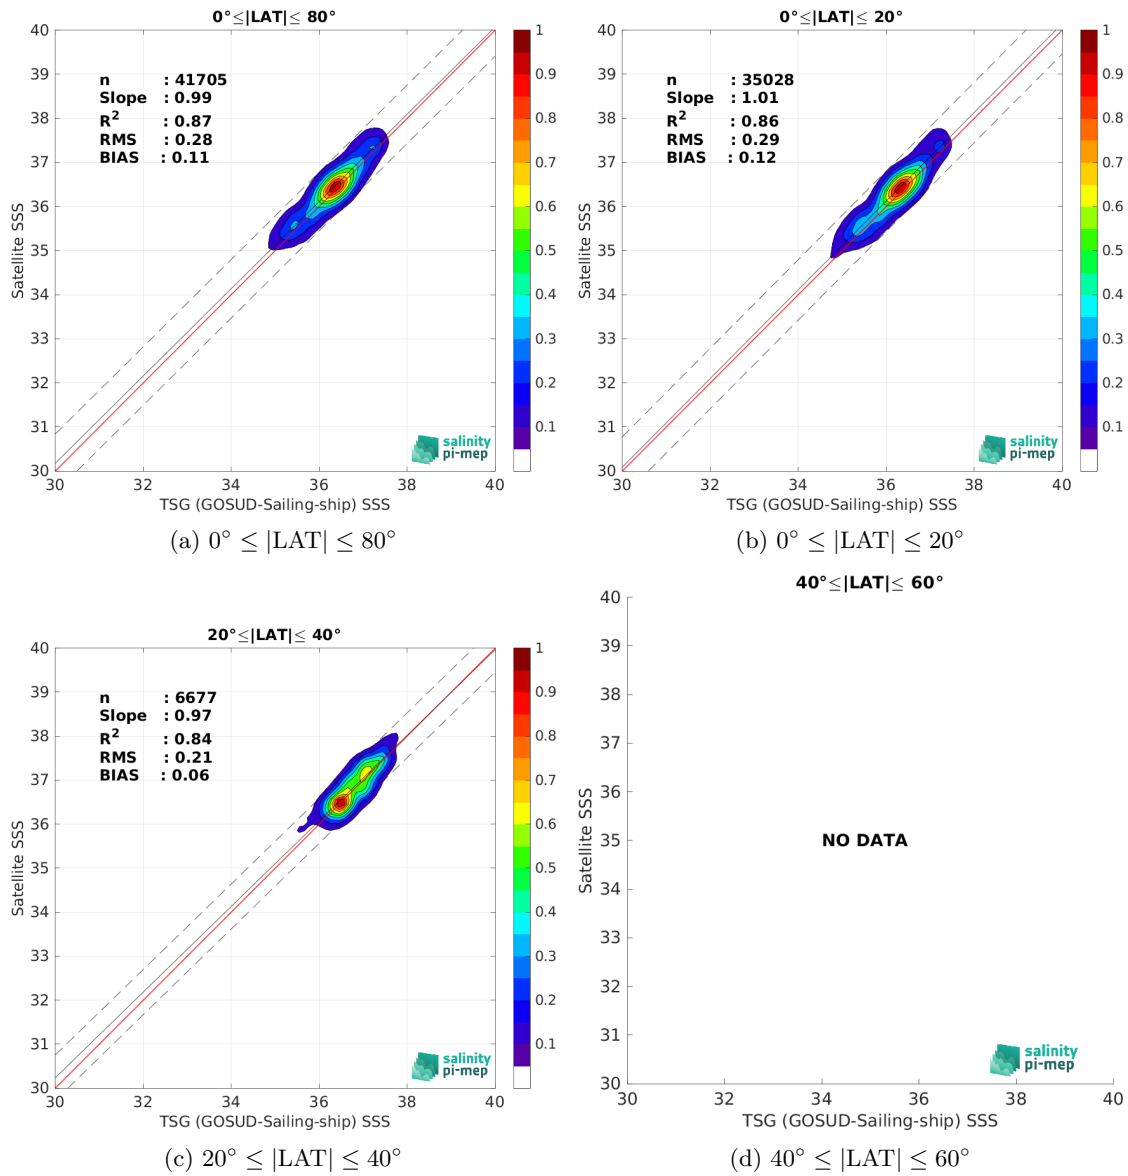 0°≤|LAT|≤ 80°
n : 41705
Slope : 0.99
R² : 0.87
RMS : 0.28
BIAS : 0.11
40
39
38
37
36
35
34
33
32
31
30
Satellite SSS
30 32 34 36 38 40
TSG (GOSUD-Sailing-ship) SSS
1
0.9
0.8
0.7
0.6
0.5
0.4
0.3
0.2
0.1
salinity
pi-mep
(a) 0° ≤ |LAT| ≤ 80°
0°≤|LAT|≤ 20°
n : 35028
Slope : 1.01
R² : 0.86
RMS : 0.29
BIAS : 0.12
40
39
38
37
36
35
34
33
32
31
30
Satellite SSS
30 32 34 36 38 40
TSG (GOSUD-Sailing-ship) SSS
1
0.9
0.8
0.7
0.6
0.5
0.4
0.3
0.2
0.1
salinity
pi-mep
(b) 0° ≤ |LAT| ≤ 20°
20°≤|LAT|≤ 40°
n : 6677
Slope : 0.97
R² : 0.84
RMS : 0.21
BIAS : 0.06
40
39
38
37
36
35
34
33
32
31
30
Satellite SSS
30 32 34 36 38 40
TSG (GOSUD-Sailing-ship) SSS
1
0.9
0.8
0.7
0.6
0.5
0.4
0.3
0.2
0.1
salinity
pi-mep
(c) 20° ≤ |LAT| ≤ 40°
40°≤|LAT|≤ 60°
40
39
38
37
36
35
34
33
32
31
30
Satellite SSS
NO DATA
30 32 34 36 38 40
TSG (GOSUD-Sailing-ship) SSS
salinity
pi-mep
(d) 40° ≤ |LAT| ≤ 60°